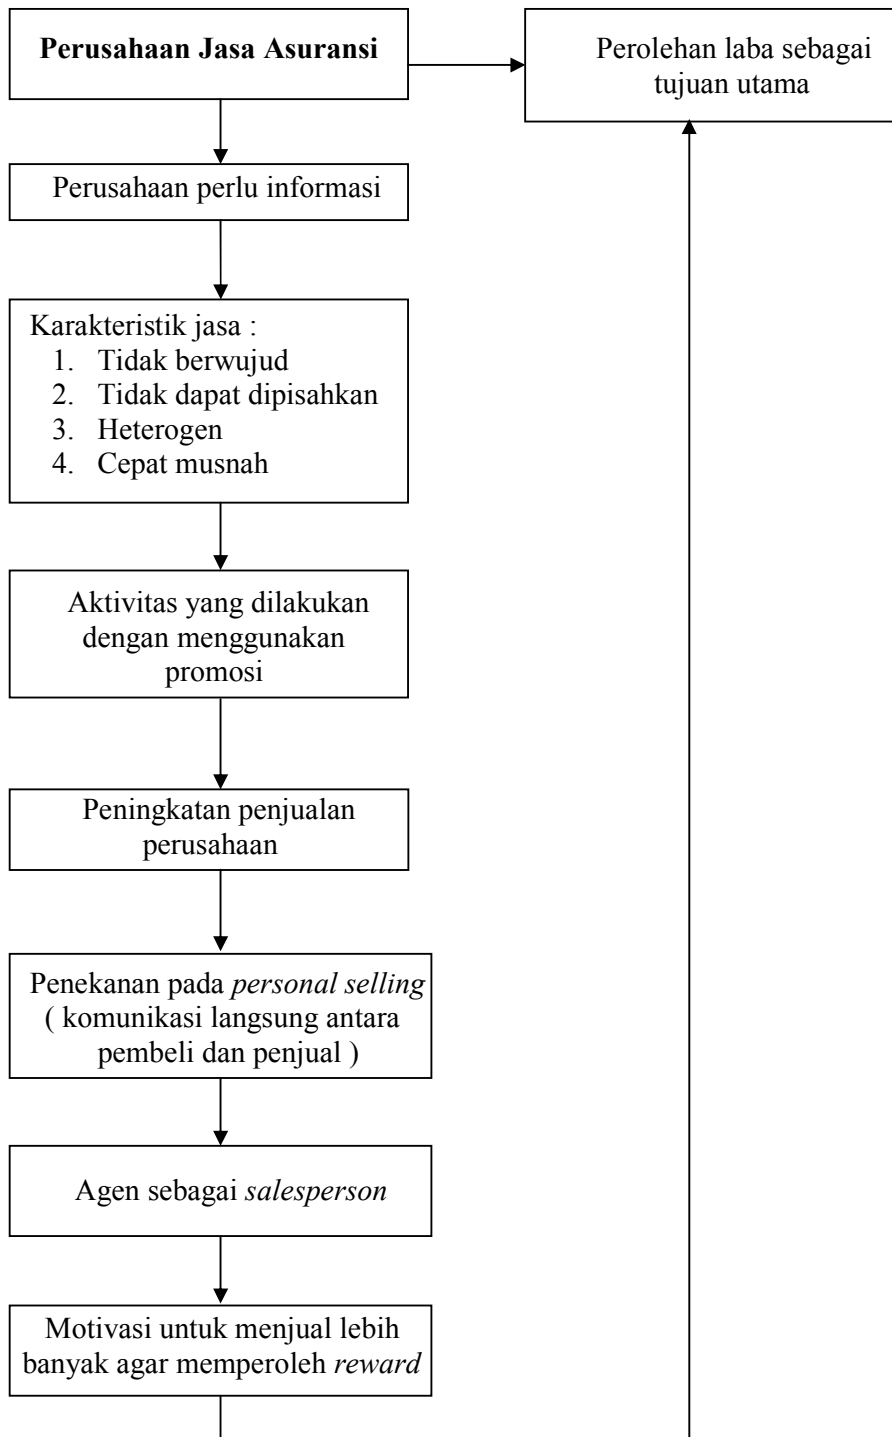 Perusahaan Jasa Asuransi
Perolehan laba sebagai
tujuan utama
Perusahaan perlu informasi
Karakteristik jasa :
1. Tidak berwujud
2. Tidak dapat dipisahkan
3. Heterogen
4. Cepat musnah
Aktivitas yang dilakukan
dengan menggunakan
promosi
Peningkatan penjualan
perusahaan
Penekanan pada personal selling
( komunikasi langsung antara
pembeli dan penjual )
Agen sebagai salesperson
Motivasi untuk menjual lebih
banyak agar memperoleh reward